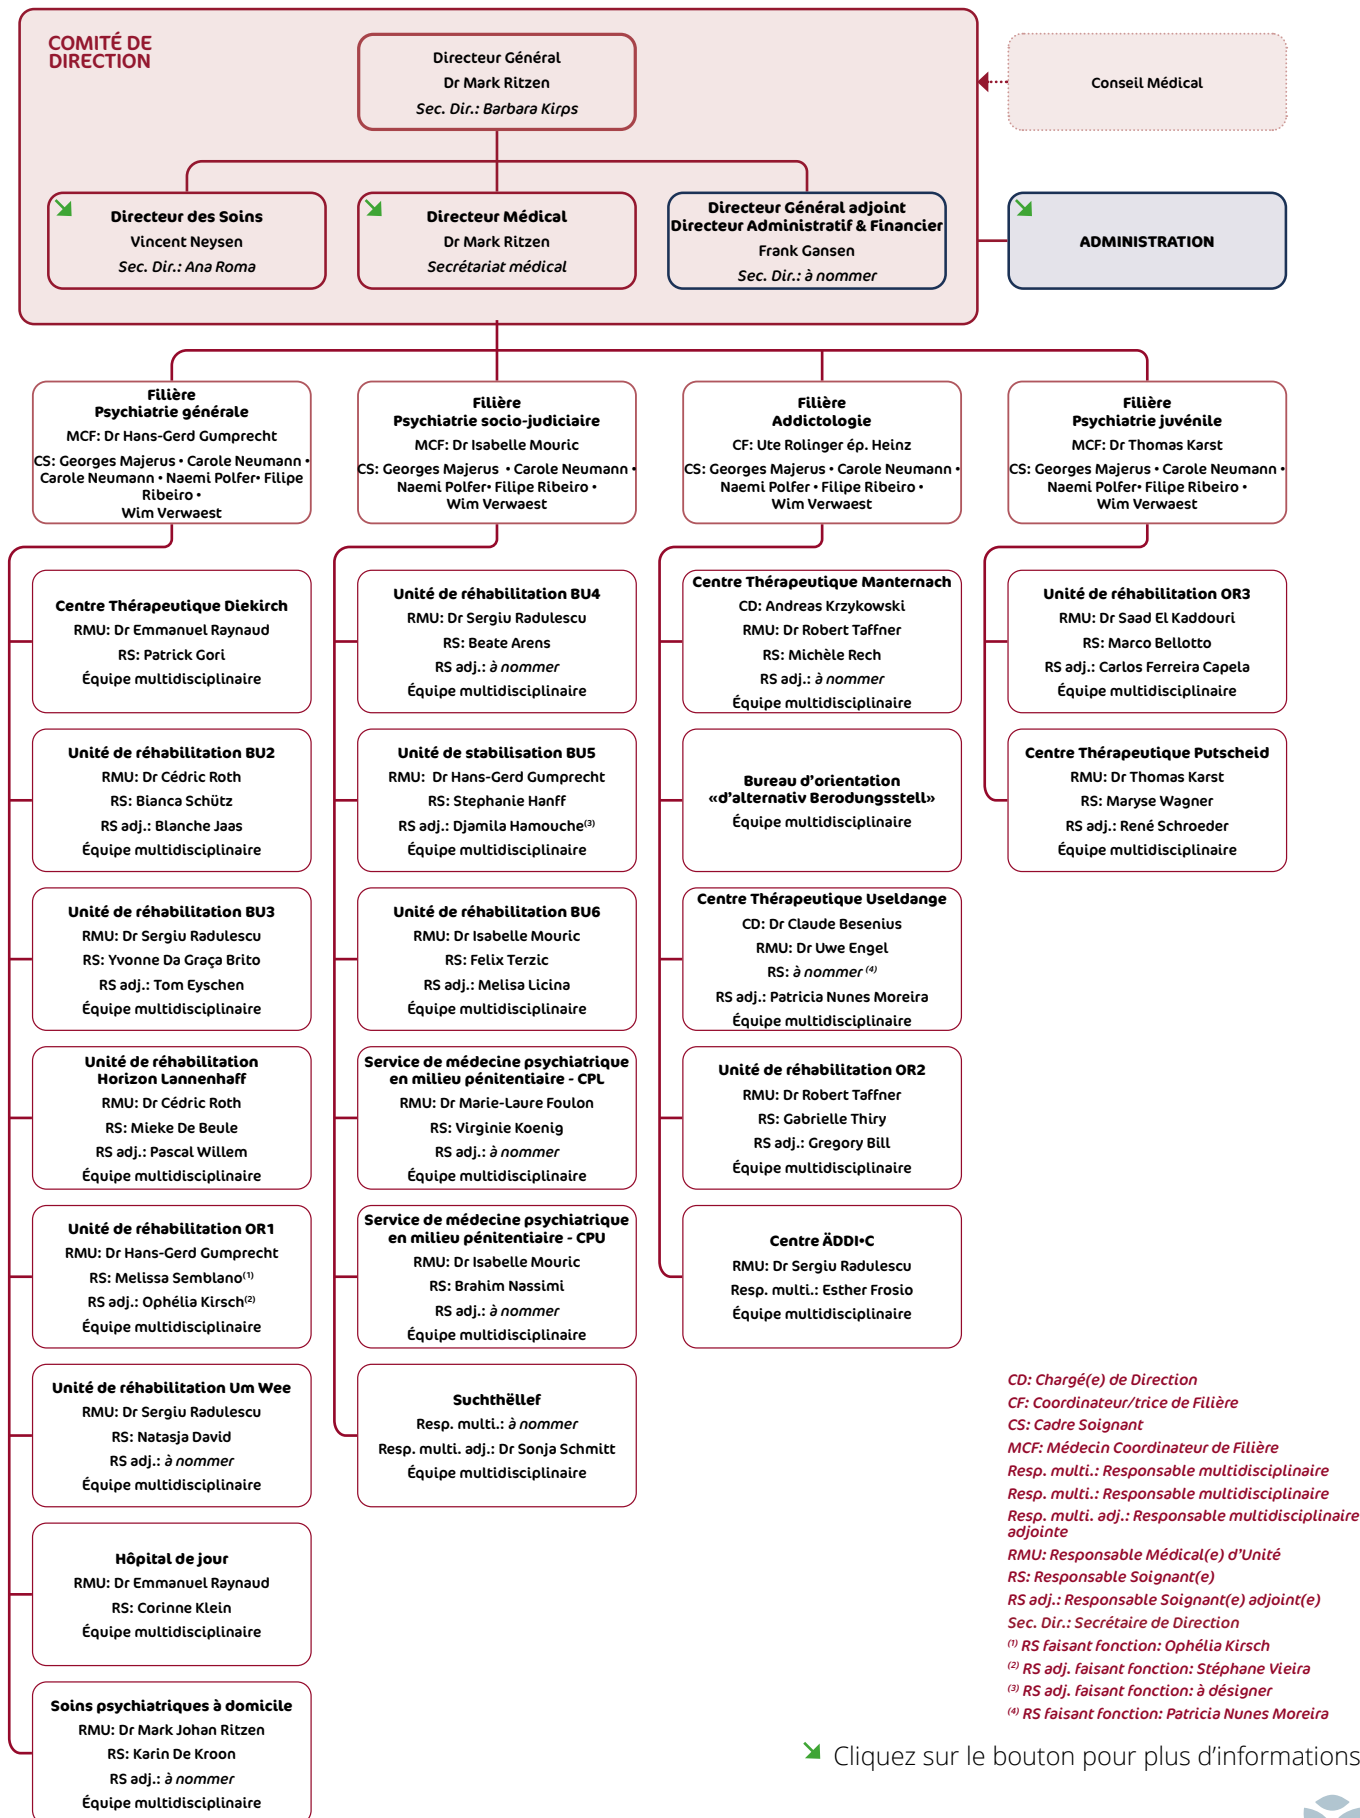 COMITÉ DE
DIRECTION
Directeur Général
Dr Mark Ritzen
Sec. Dir.: Barbara Kirps
Conseil Médical
Directeur des Soins
Vincent Neysen
Sec. Dir.: Ana Roma
Directeur Médical
Dr Mark Ritzen
Secrétariat médical
Directeur Général adjoint
Directeur Administratif & Financier
Frank Gansen
Sec. Dir.: à nommer
ADMINISTRATION
Filière
Psychiatrie générale
MCF: Dr Hans-Gerd Gumprecht
CS: Georges Majerus • Carole Neumann •
Carole Neumann • Naemi Polfer• Filipe
Ribeiro •
Wim Verwaest
Filière
Psychiatrie socio-judiciaire
MCF: Dr Isabelle Mouric
CS: Georges Majerus • Carole Neumann •
Naemi Polfer• Filipe Ribeiro •
Wim Verwaest
Filière
Addictologie
CF: Ute Rolinger ép. Heinz
CS: Georges Majerus • Carole Neumann •
Naemi Polfer • Filipe Ribeiro •
Wim Verwaest
Filière
Psychiatrie juvénile
MCF: Dr Thomas Karst
CS: Georges Majerus • Carole Neumann •
Naemi Polfer• Filipe Ribeiro •
Wim Verwaest
Centre Thérapeutique Diekirch
RMU: Dr Emmanuel Raynaud
RS: Patrick Gori
Équipe multidisciplinaire
Unité de réhabilitation BU2
RMU: Dr Cédric Roth
RS: Bianca Schütz
RS adj.: Blanche Jaas
Équipe multidisciplinaire
Unité de réhabilitation BU3
RMU: Dr Sergiu Radulescu
RS: Yvonne Da Graça Brito
RS adj.: Tom Eyschen
Équipe multidisciplinaire
Unité de réhabilitation
Horizon Lannenhaff
RMU: Dr Cédric Roth
RS: Mieke De Beule
RS adj.: Pascal Willem
Équipe multidisciplinaire
Unité de réhabilitation OR1
RMU: Dr Hans-Gerd Gumprecht
RS: Melissa Semblano(1)
RS adj.: Ophélia Kirsch(2)
Équipe multidisciplinaire
Unité de réhabilitation Um Wee
RMU: Dr Sergiu Radulescu
RS: Natasja David
RS adj.: à nommer
Équipe multidisciplinaire
Hôpital de jour
RMU: Dr Emmanuel Raynaud
RS: Corinne Klein
Équipe multidisciplinaire
Soins psychiatriques à domicile
RMU: Dr Mark Johan Ritzen
RS: Karin De Kroon
RS adj.: à nommer
Équipe multidisciplinaire
Unité de réhabilitation BU4
RMU: Dr Sergiu Radulescu
RS: Beate Arens
RS adj.: à nommer
Équipe multidisciplinaire
Unité de stabilisation BU5
RMU: Dr Hans-Gerd Gumprecht
RS: Stephanie Hanff
RS adj.: Djamila Hamouche(3)
Équipe multidisciplinaire
Unité de réhabilitation BU6
RMU: Dr Isabelle Mouric
RS: Felix Terzic
RS adj.: Melisa Licina
Équipe multidisciplinaire
Service de médecine psychiatrique
en milieu pénitentiaire - CPL
RMU: Dr Marie-Laure Foulon
RS: Virginie Koenig
RS adj.: à nommer
Équipe multidisciplinaire
Service de médecine psychiatrique
en milieu pénitentiaire - CPU
RMU: Dr Isabelle Mouric
RS: Brahim Nassimi
RS adj.: à nommer
Équipe multidisciplinaire
Suchthëllef
Resp. multi.: à nommer
Resp. multi. adj.: Dr Sonja Schmitt
Équipe multidisciplinaire
Centre Thérapeutique Manternach
CD: Andreas Krzykowski
RMU: Dr Robert Taffner
RS: Michèle Rech
RS adj.: à nommer
Équipe multidisciplinaire
Bureau d'orientation
«d'alternativ Berodungsstell»
Équipe multidisciplinaire
Centre Thérapeutique Useldange
CD: Dr Claude Besenius
RMU: Dr Uwe Engel
RS: à nommer (4)
RS adj.: Patricia Nunes Moreira
Équipe multidisciplinaire
Unité de réhabilitation OR2
RMU: Dr Robert Taffner
RS: Gabrielle Thiry
RS adj.: Gregory Bill
Équipe multidisciplinaire
Centre ÄDDI•C
RMU: Dr Sergiu Radulescu
Resp. multi.: Esther Frosio
Équipe multidisciplinaire
Unité de réhabilitation OR3
RMU: Dr Saad El Kaddouri
RS: Marco Bellotto
RS adj.: Carlos Ferreira Capela
Équipe multidisciplinaire
Centre Thérapeutique Putscheid
RMU: Dr Thomas Karst
RS: Maryse Wagner
RS adj.: René Schroeder
Équipe multidisciplinaire
CD: Chargé(e) de Direction
CF: Coordinateur/trice de Filière
CS: Cadre Soignant
MCF: Médecin Coordinateur de Filière
Resp. multi.: Responsable multidisciplinaire
Resp. multi.: Responsable multidisciplinaire
Resp. multi. adj.: Responsable multidisciplinaire
adjointe
RMU: Responsable Médical(e) d'Unité
RS: Responsable Soignant(e)
RS adj.: Responsable Soignant(e) adjoint(e)
Sec. Dir.: Secrétaire de Direction
(1) RS faisant fonction: Ophélia Kirsch
(2) RS adj. faisant fonction: Stéphane Vieira
(3) RS adj. faisant fonction: à désigner
(4) RS faisant fonction: Patricia Nunes Moreira
Cliquez sur le bouton pour plus d'informations